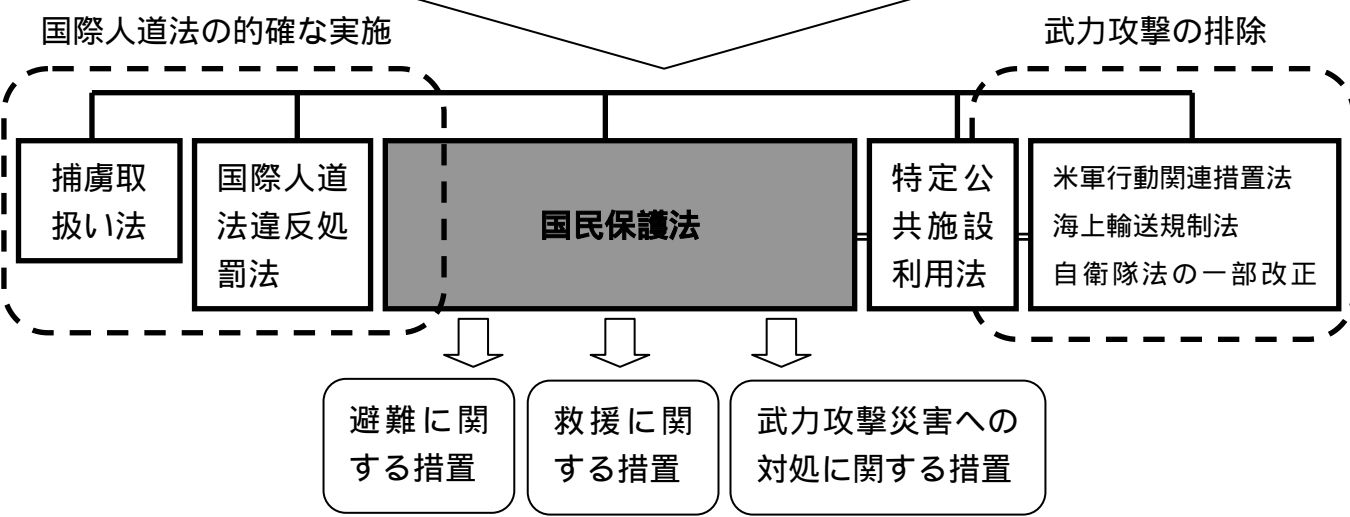 国際人道法の的確な実施
武力攻撃の排除
捕虜取
扱い法
国際人道
法違反処
罰法
国民保護法
特定公
共施設
利用法
米軍行動関連措置法
海上輸送規制法
自衛隊法の一部改正
避難に関
する措置
救援に関
する措置
武力攻撃災害への
対処に関する措置